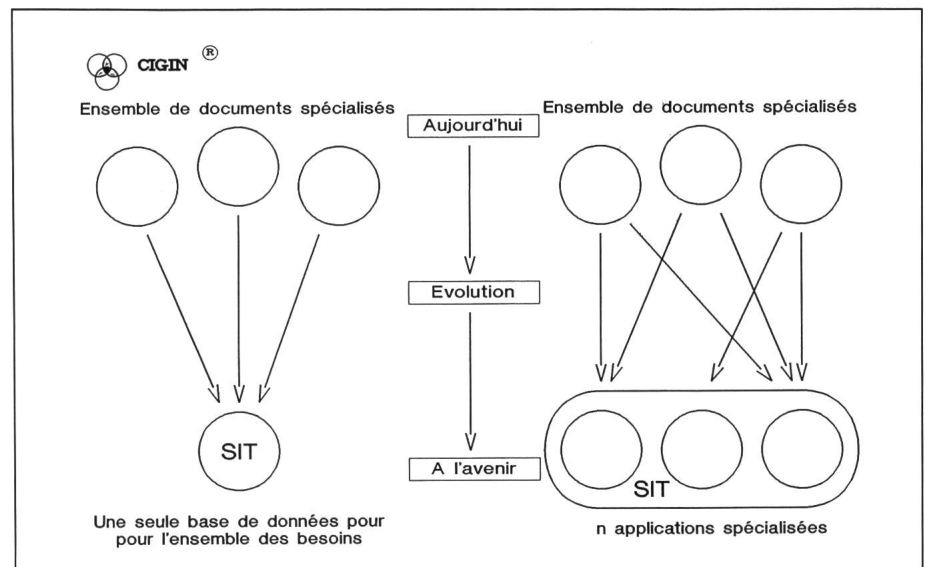 CIGIN ®
Ensemble de documents spécialisés
Aujourd'hui
Ensemble de documents spécialisés
Evolution
SIT
A l'avenir
SIT
Une seule base de données pour
pour l'ensemble des besoins
n applications spécialisées